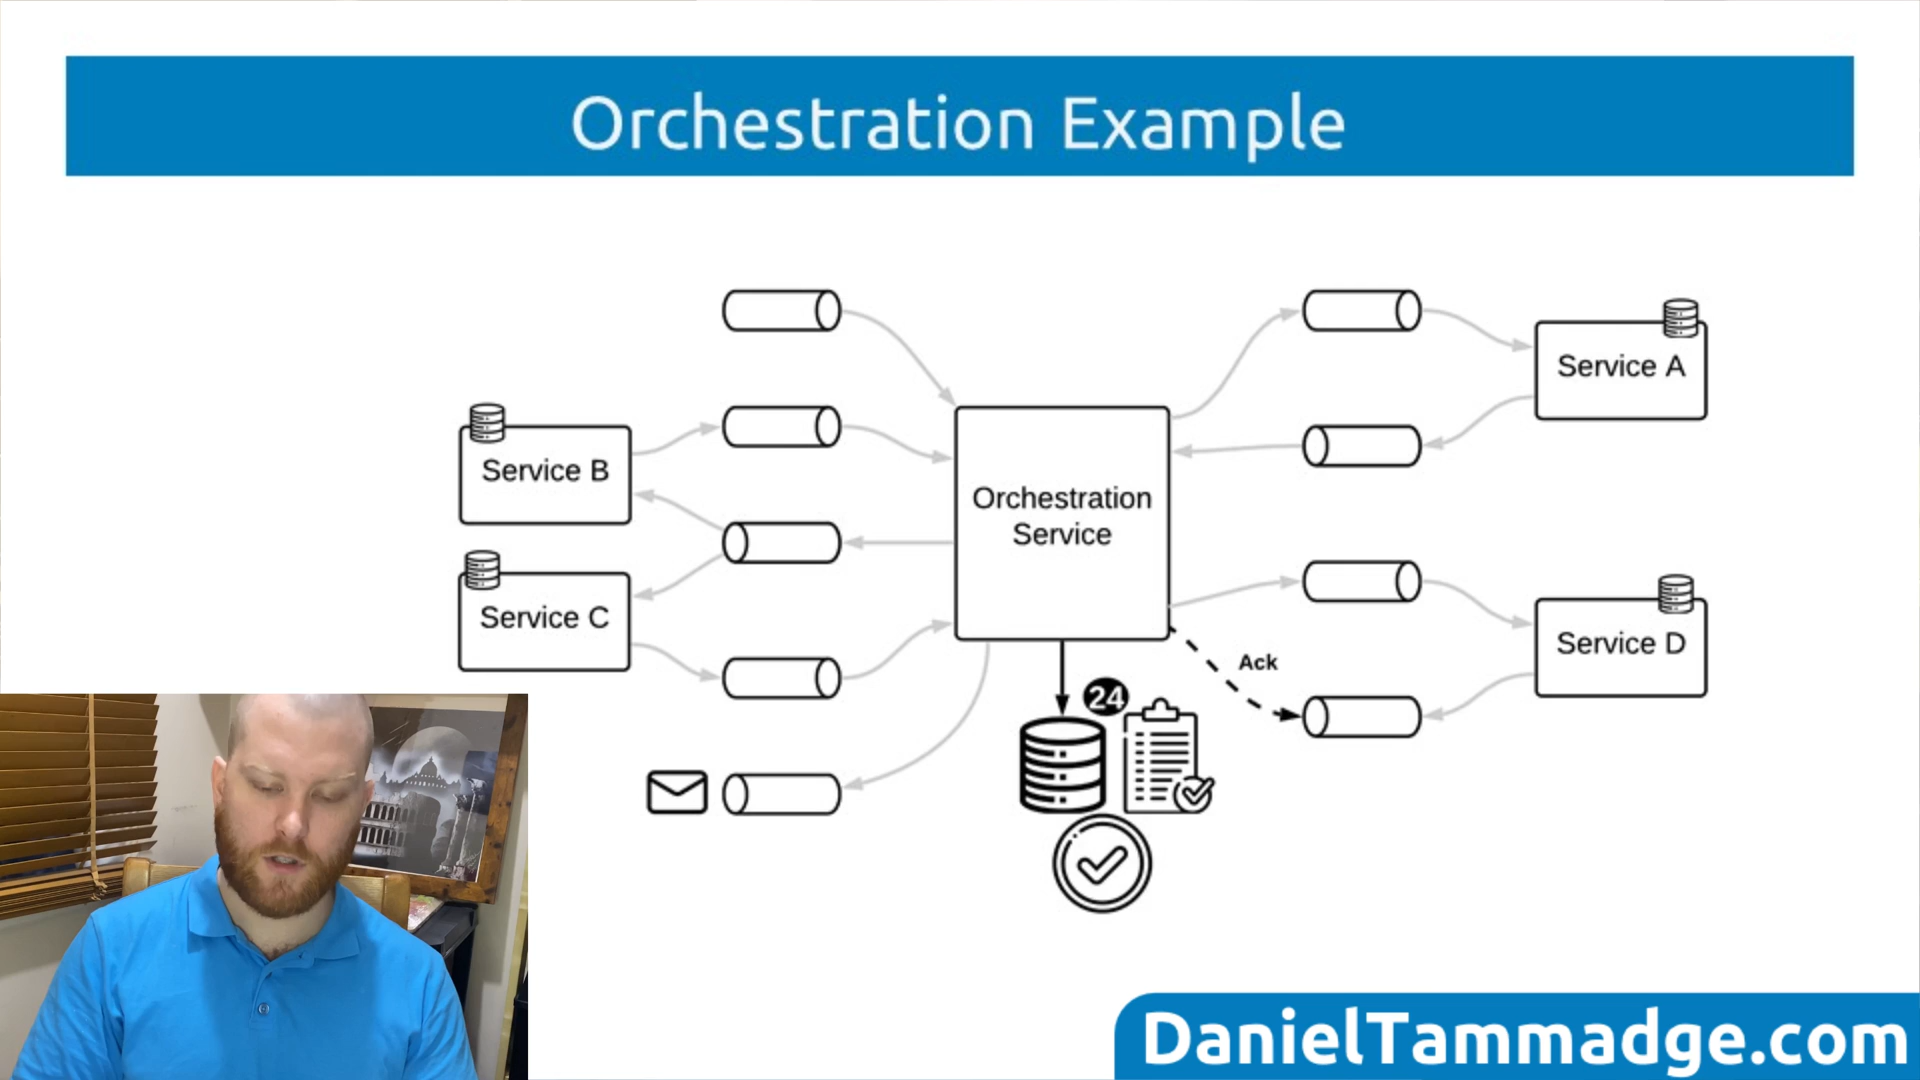 Orchestration Example
Service A
Service B
Orchestration
Service
Service C
Service D
Ack
24
DanielTammadge.com